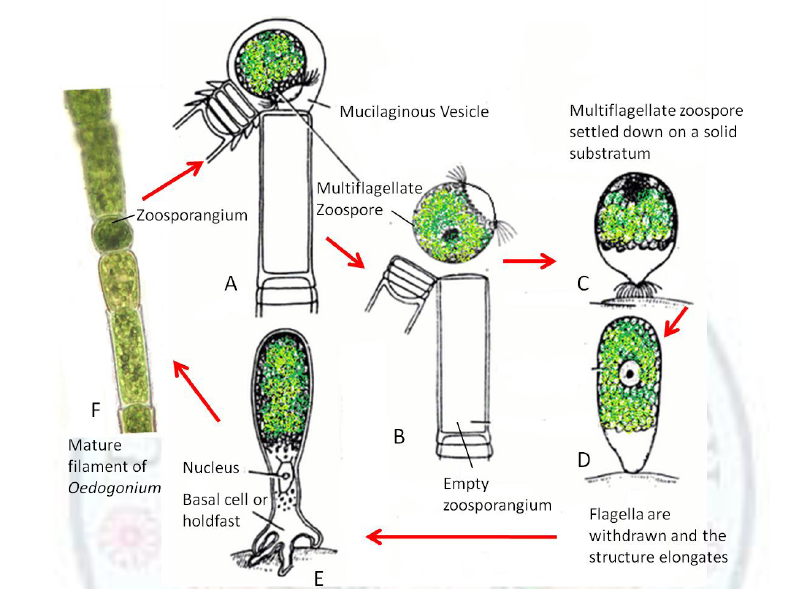 Mucilaginous Vesicle
Multiflagellate zoospore
settled down on a solid
substratum
Multiflagellate
Zoospore
Zoosporangium
A
C
B
D
F
Mature
filament of
Oedogonium
Nucleus
Basal cell or
holdfast
E
Empty
zoosporangium
Flagella are
withdrawn and the
structure elongates